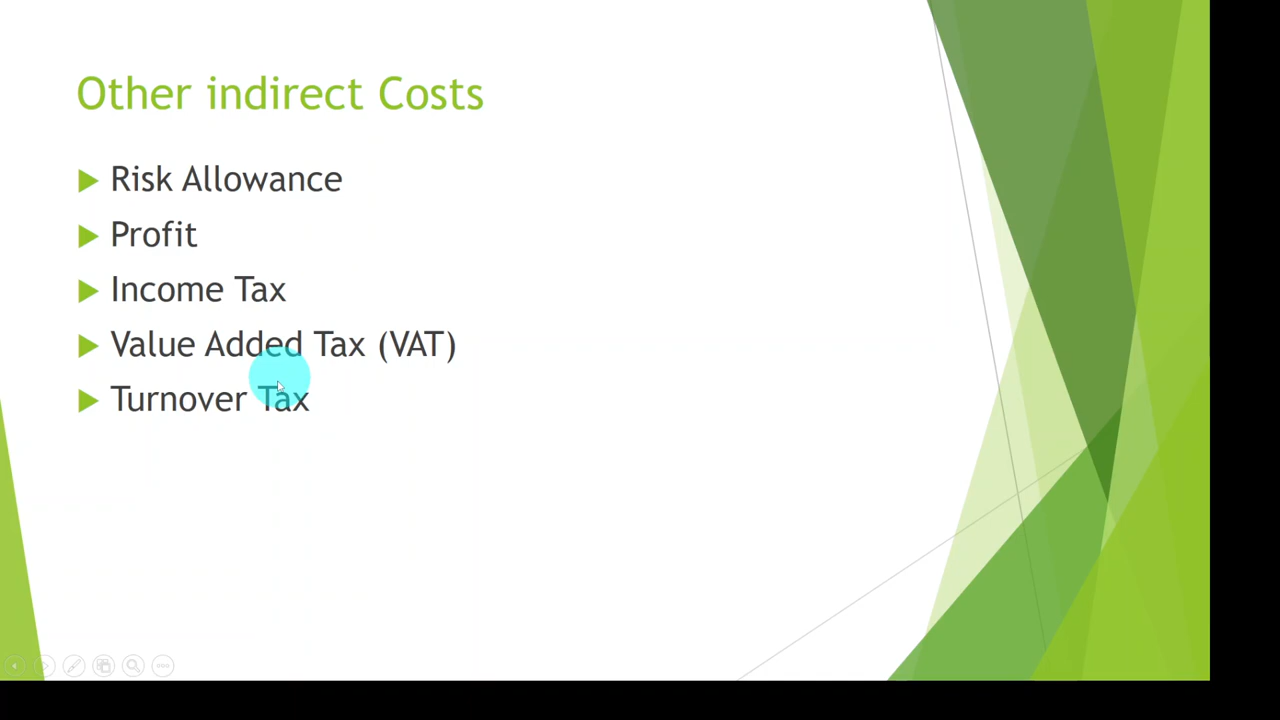 Other indirect Costs
Risk Allowance
Profit
Income Tax
Value Added Tax (VAT)
Turnover Tax